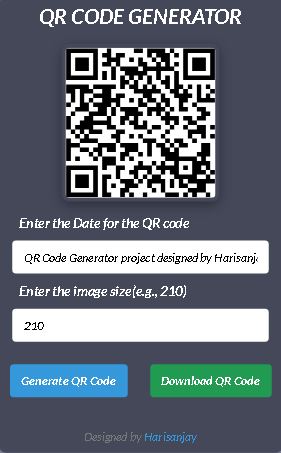 QR CODE GENERATOR
Enter the Date for the QR code
QR Code Generator project designed by Harisanja
Enter the image size(e.g., 210)
210
Generate QR Code
Download QR Code
Designed by Harisanjay